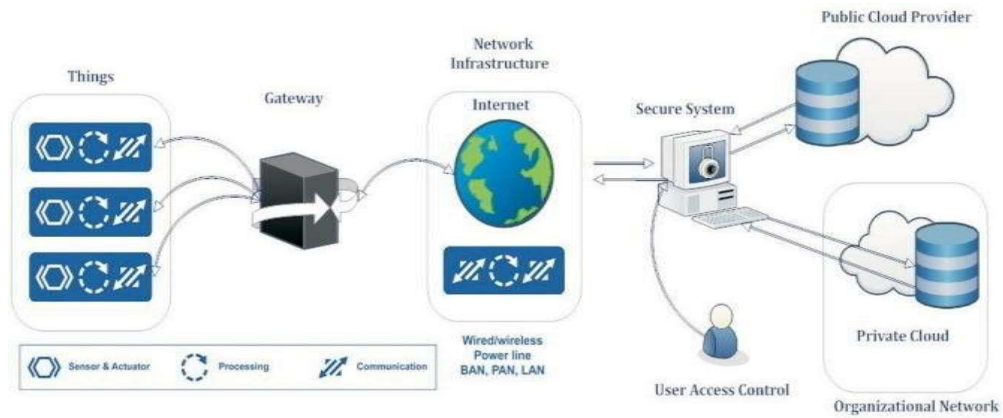 Public Cloud Provider
Network
Infrastructure
Things
Gateway
Internet
Secure System
Private Cloud
Wired/wireless
Power line
BAN, PAN, LAN
Sensor & Actuator
Processing
Communication
User Access Control
Organizational Network